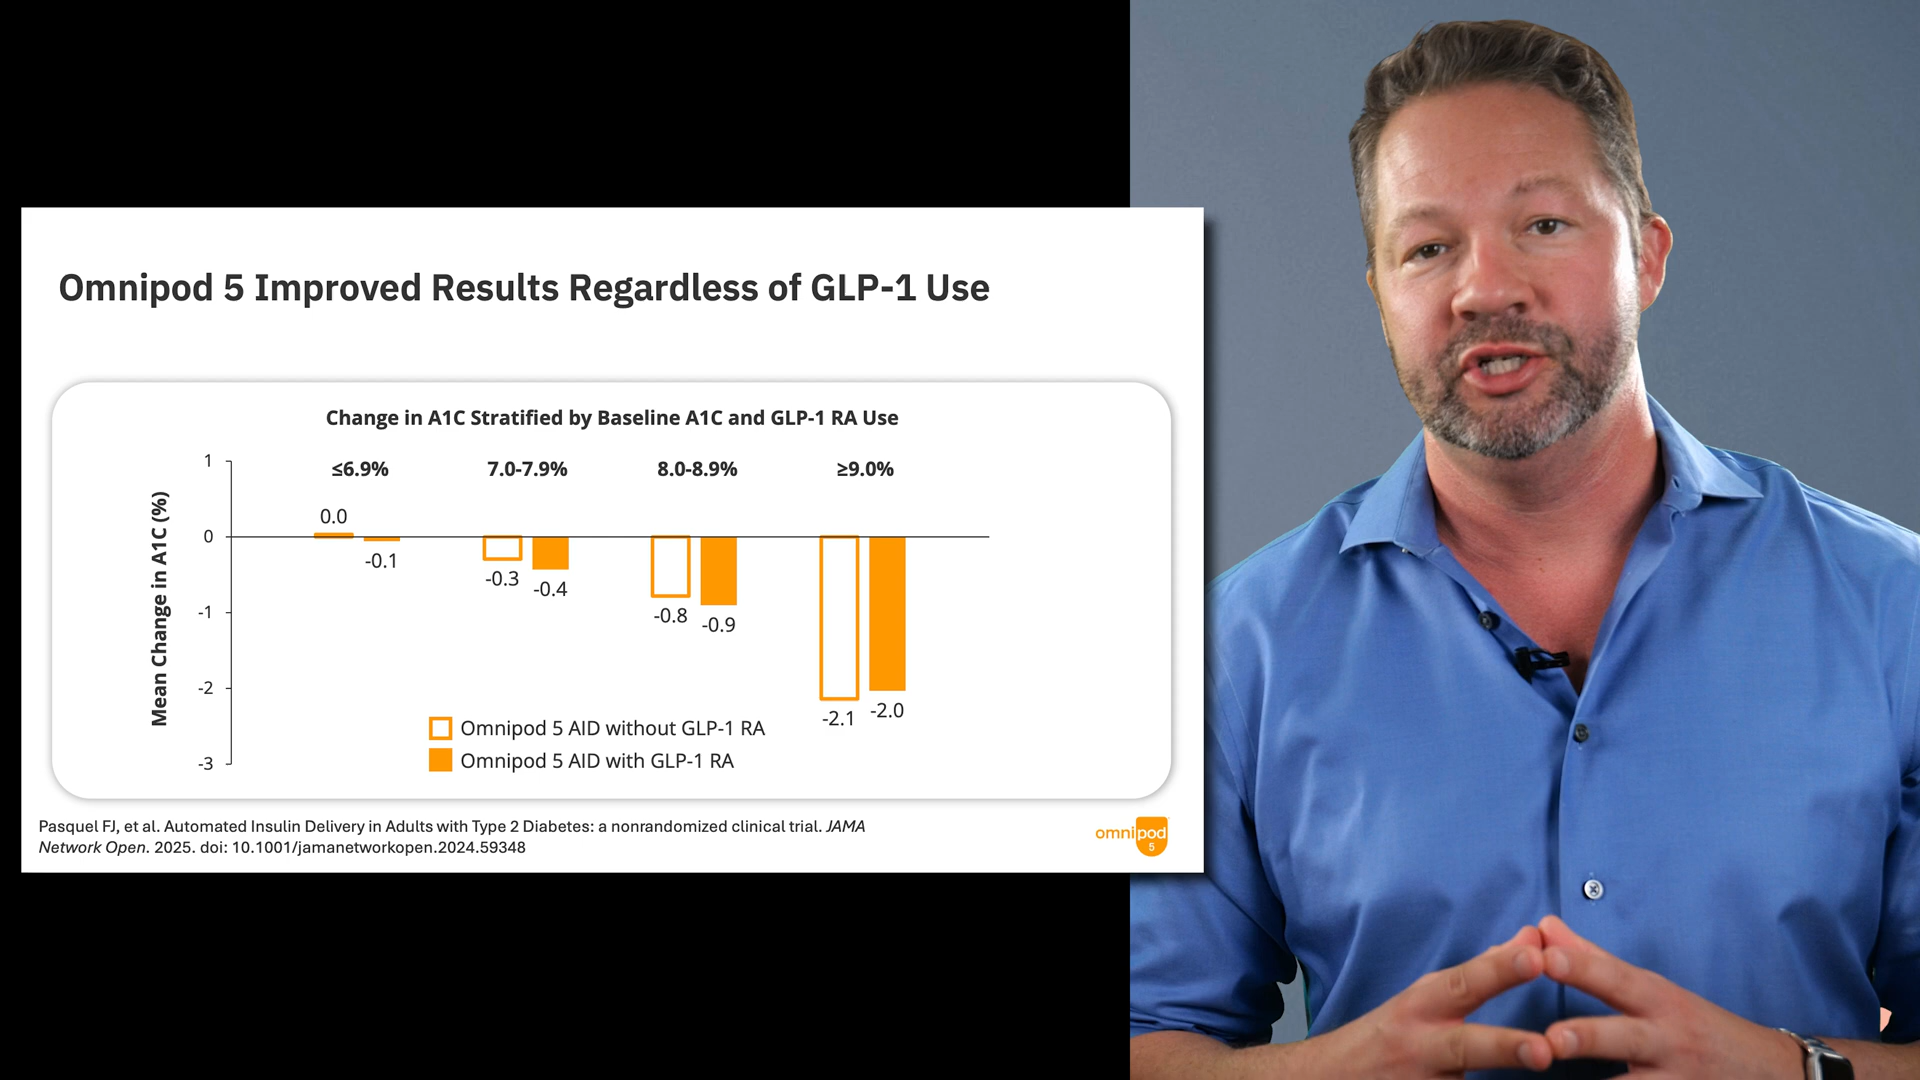 Omnipod 5 Improved Results Regardless of GLP-1 Use
Change in A1C Stratified by Baseline A1C and GLP-1 RA Use
Mean Change in A1C (%)
1
0
-1
-2
-3
≤6.9%
7.0-7.9%
8.0-8.9%
≥9.0%
0.0
-0.1
-0.3
-0.4
-0.8
-0.9
-2.1
-2.0
Omnipod 5 AID without GLP-1 RA
Omnipod 5 AID with GLP-1 RA
Pasquel FJ, et al. Automated Insulin Delivery in Adults with Type 2 Diabetes: a nonrandomized clinical trial. JAMA
Network Open. 2025. doi: 10.1001/jamanetworkopen.2024.59348
omnipod
5